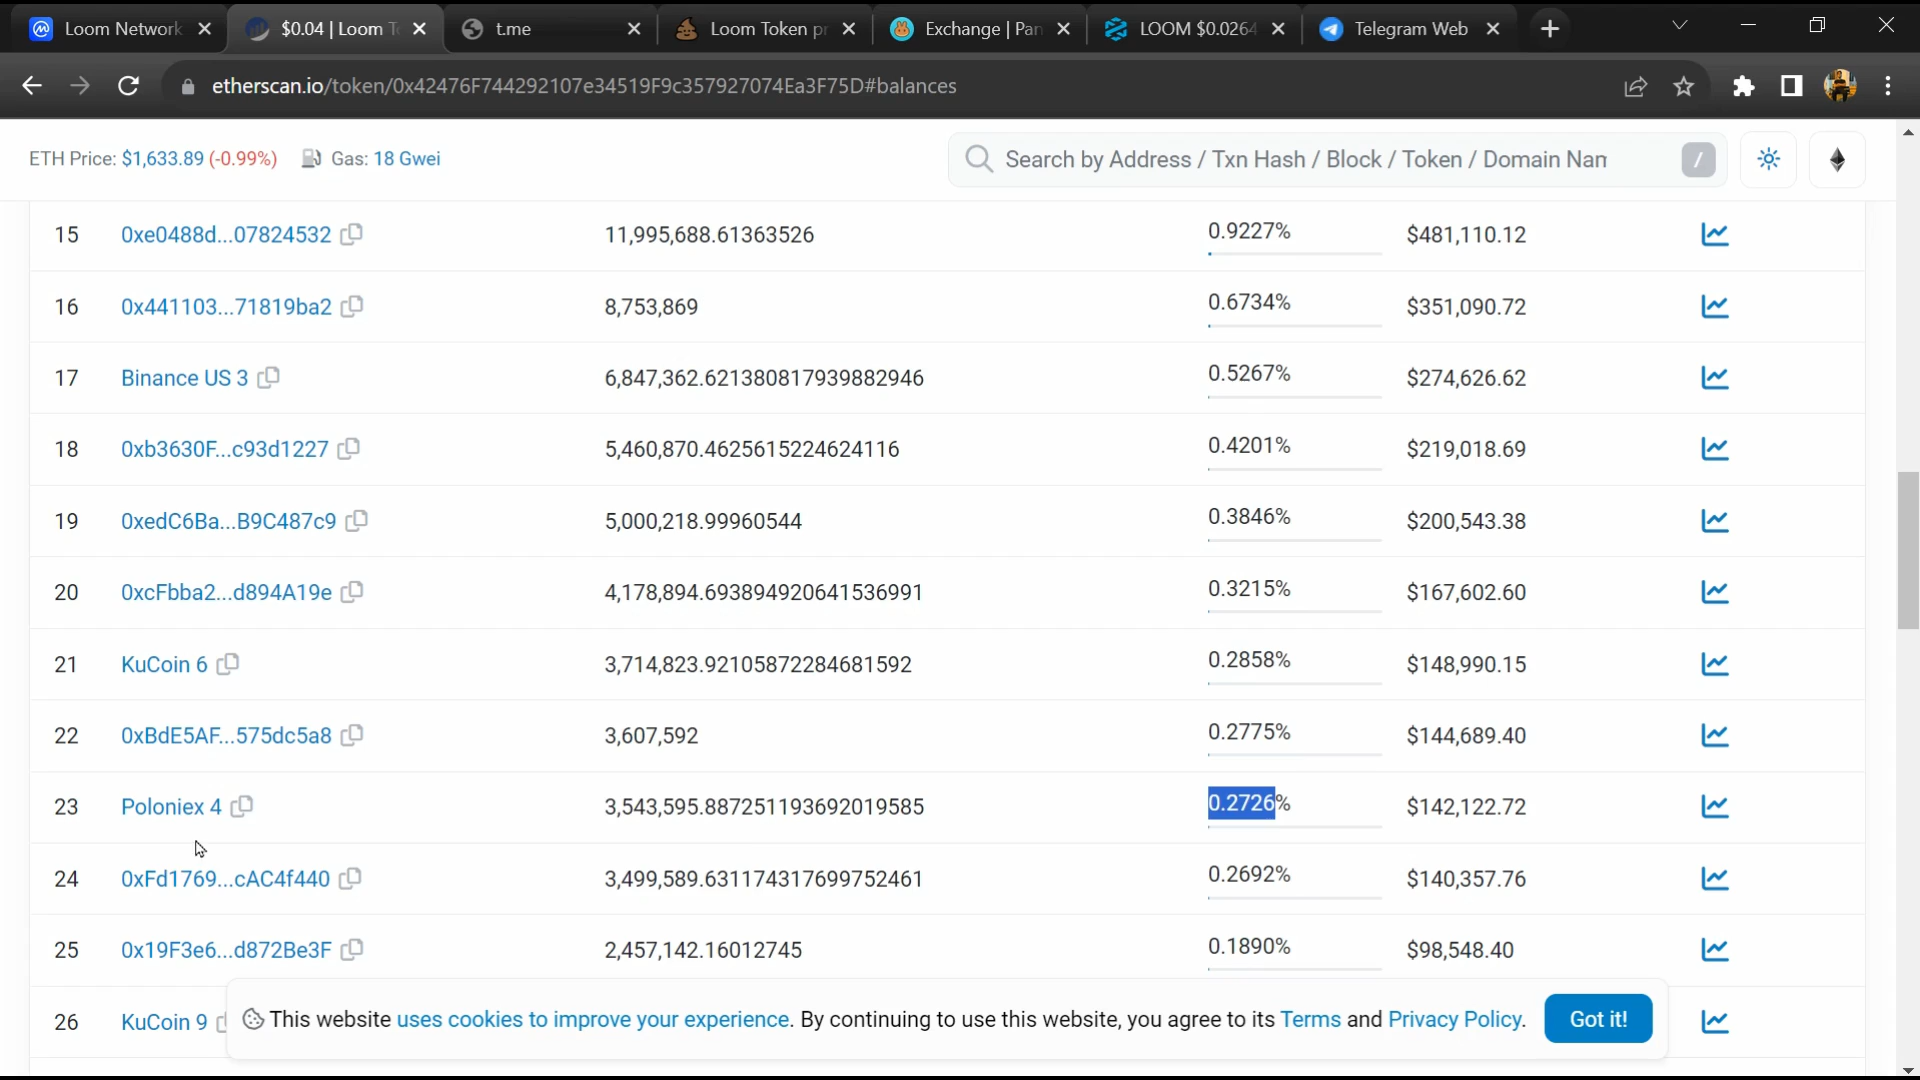 Loom Network
$0.04 | Loom T
t.me
Loom Token pr
Exchange | Pan
LOOM $0.0264
Telegram Web
etherscan.io/token/0x42476F744292107e34519F9c357927074Ea3F75D#balances
ETH Price: $1,633.89 (-0.99%) Gas: 18 Gwei
Search by Address / Txn Hash / Block / Token / Domain Nam
/
15 0xe0488d...07824532 11,995,688.61363526 0.9227% $481,110.12
16 0x441103...71819ba2 8,753,869 0.6734% $351,090.72
17 Binance US 3 6,847,362.621380817939882946 0.5267% $274,626.62
18 0xb3630F...c93d1227 5,460,870.4625615224624116 0.4201% $219,018.69
19 0xedC6Ba...B9C487c9 5,000,218.99960544 0.3846% $200,543.38
20 0xcFbba2...d894A19e 4,178,894.693894920641536991 0.3215% $167,602.60
21 KuCoin 6 3,714,823.92105872284681592 0.2858% $148,990.15
22 0xBdE5AF...575dc5a8 3,607,592 0.2775% $144,689.40
23 Poloniex 4 3,543,595.887251193692019585 0.2726% $142,122.72
24 0xFd1769...cAC4f440 3,499,589.631174317699752461 0.2692% $140,357.76
25 0x19F3e6...d872Be3F 2,457,142.16012745 0.1890% $98,548.40
26 KuCoin 9
This website uses cookies to improve your experience. By continuing to use this website, you agree to its Terms and Privacy Policy.
Got it!